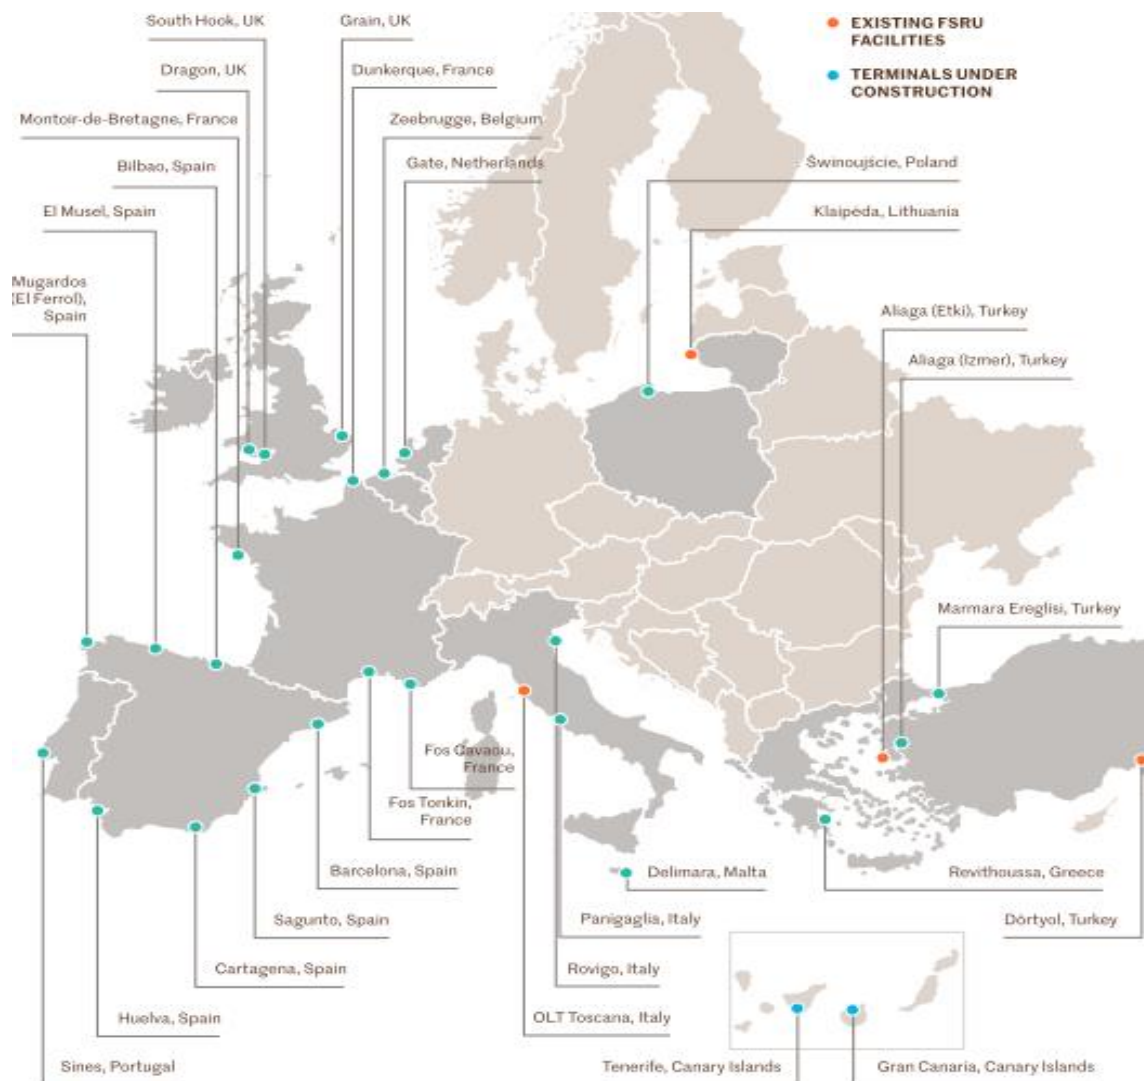 South Hook, UK
Grain, UK
EXISTING FSRU
FACILITIES
Dragon, UK
Dunkerque, France
TERMINALS UNDER
CONSTRUCTION
Montoir-de-Bretagne, France
Zeebrugge, Belgium
Bilbao, Spain
Gate, Netherlands
Świnoujście, Poland
El Musel, Spain
Klaipėda, Lithuania
Mugardos
(El Ferrol),
Spain
Aliaga (Etki), Turkey
Aliaga (Izmer), Turkey
Marmara Ereglisi, Turkey
Fos Cavaou,
France
Fos Tonkin,
France
Barcelona, Spain
Delimara, Malta
Revithoussa, Greece
Sagunto, Spain
Panigaglia, Italy
Dörtyol, Turkey
Cartagena, Spain
Rovigo, Italy
Huelva, Spain
OLT Toscana, Italy
Sines, Portugal
Tenerife, Canary Islands
Gran Canaria, Canary Islands